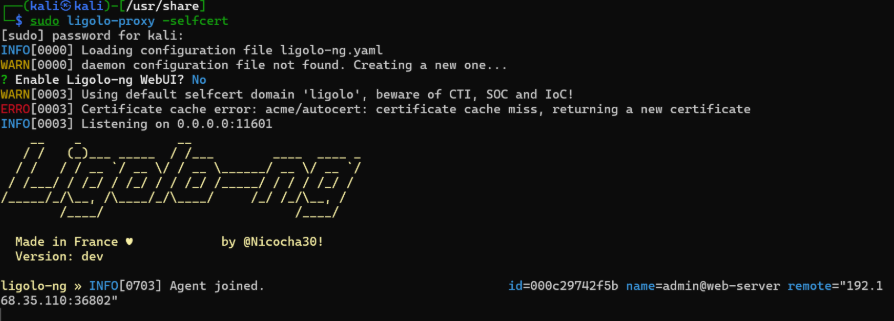 ┌──(kali㉿kali)-[/usr/share]
└─$ sudo ligolo-proxy -selfcert
[sudo] password for kali:
INFO[0000] Loading configuration file ligolo-ng.yaml
WARN[0000] daemon configuration file not found. Creating a new one...
? Enable Ligolo-ng WebUI? No
WARN[0003] Using default selfcert domain 'ligolo', beware of CTI, SOC and IoC!
ERRO[0003] Certificate cache error: acme/autocert: certificate cache miss, returning a new certificate
INFO[0003] Listening on 0.0.0.0:11601
Ligolo-ng
Made in France ♥ by @Nicocha30!
Version: dev
ligolo-ng » INFO[0703] Agent joined. id=000c29742f5b name=admin@web-server remote="192.1
68.35.110:36802"